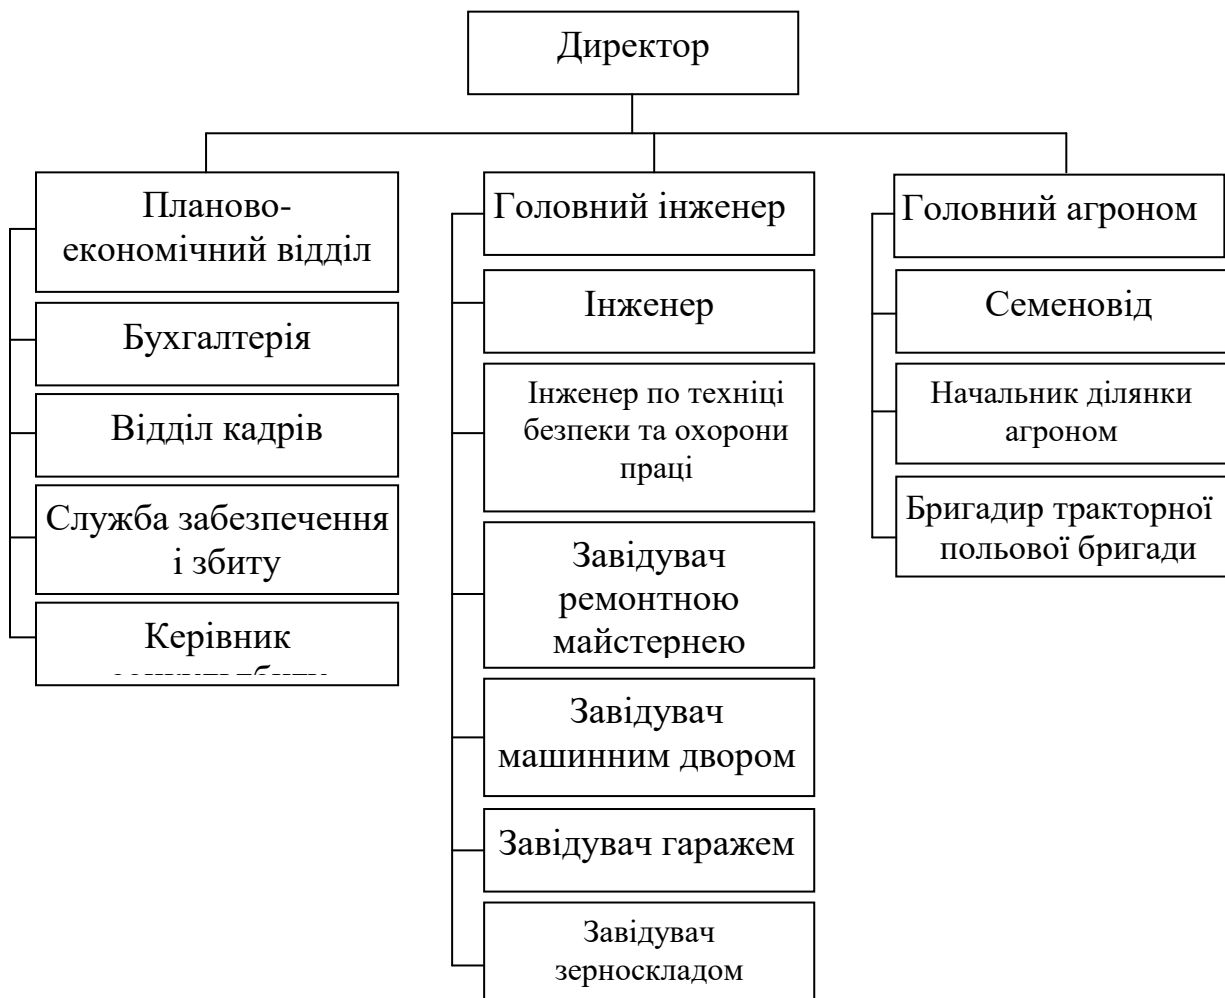 Директор
Планово-
економічний відділ
Бухгалтерія
Відділ кадрів
Служба забезпечення
і збиту
Керівник
Головний інженер
Інженер
Інженер по техніці
безпеки та охорони
праці
Завідувач
ремонтною
майстернею
Завідувач
машинним двором
Завідувач гаражем
Завідувач
зерноскладом
Головний агроном
Семеновід
Начальник ділянки
агроном
Бригадир тракторної
польової бригади